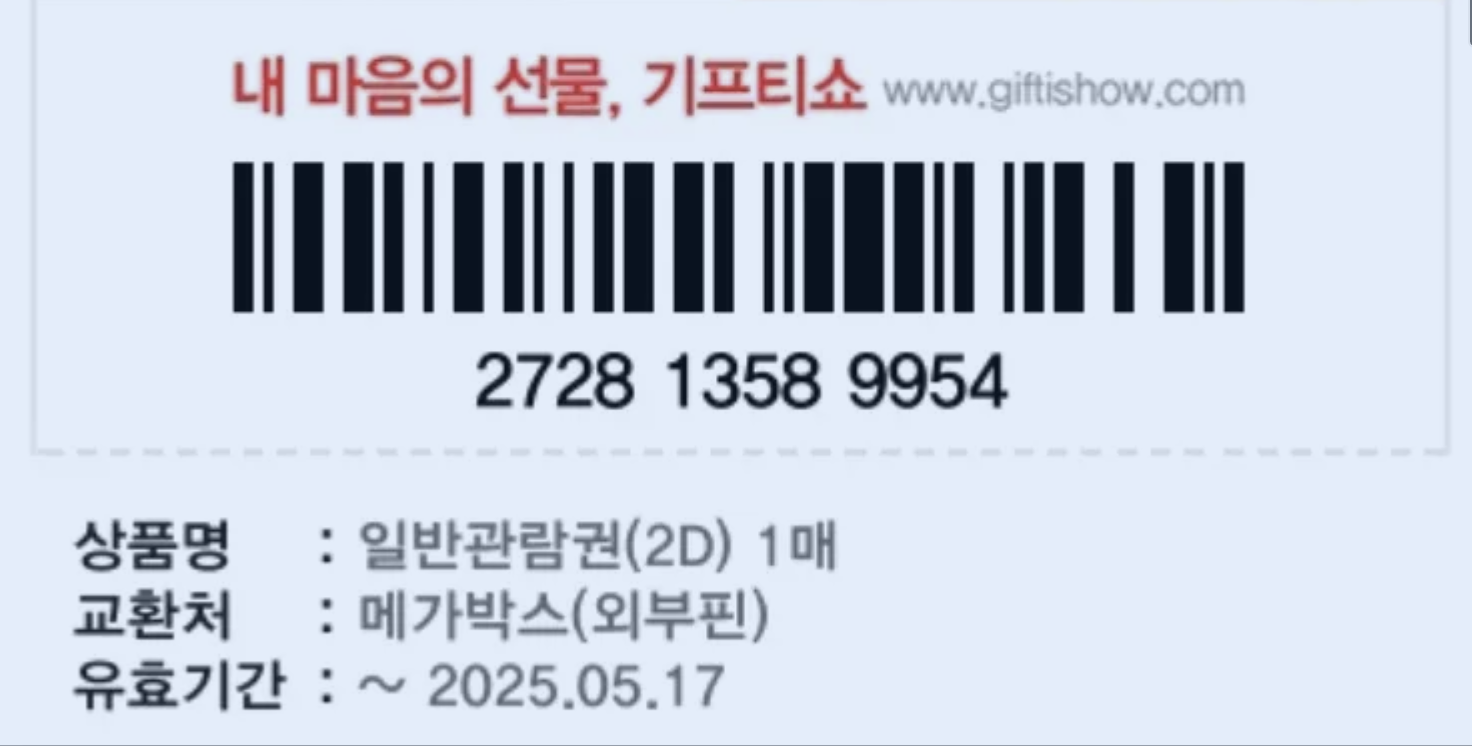 내 마음의 선물, 기프티쇼 www.giftishow.com
2728 1358 9954
상품명 : 일반관람권(2D) 1매
교환처 : 메가박스(외부핀)
유효기간 : ~ 2025.05.17